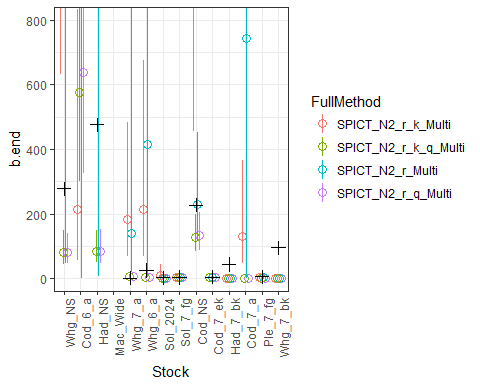 800
600
400
200
0
b.end
Whg_NS
Cod_6_a
Had_NS
Mac_Wide
Whg_7_a
Whg_6_a
Sol_2024
Sol_7_fg
Cod_NS
Cod_7_ek
Had_7_bk
Cod_7_a
Ple_7_fg
Whg_7_bk
Stock
FullMethod
SPICT_N2_r_k_Multi
SPICT_N2_r_k_q_Multi
SPICT_N2_r_Multi
SPICT_N2_r_q_Multi